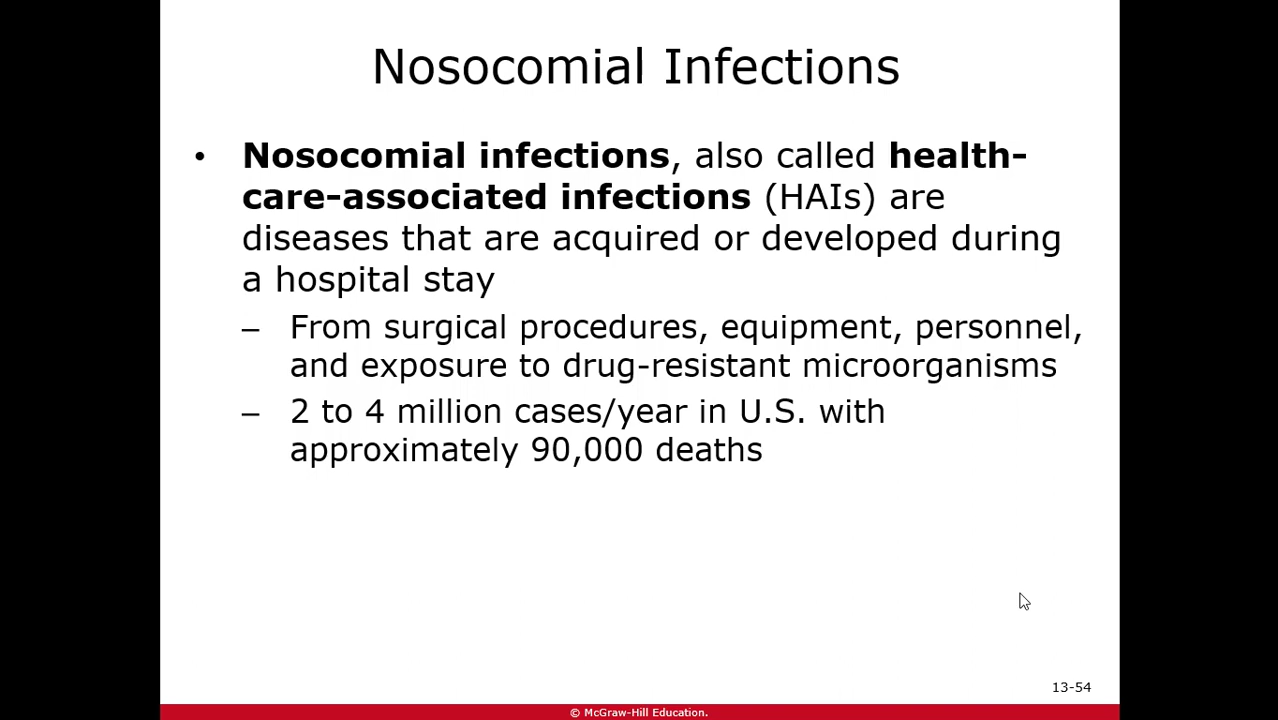 Nosocomial Infections
• Nosocomial infections, also called health-
care-associated infections (HAIs) are
diseases that are acquired or developed during
a hospital stay
– From surgical procedures, equipment, personnel,
and exposure to drug-resistant microorganisms
– 2 to 4 million cases/year in U.S. with
approximately 90,000 deaths
13-54
© McGraw-Hill Education.